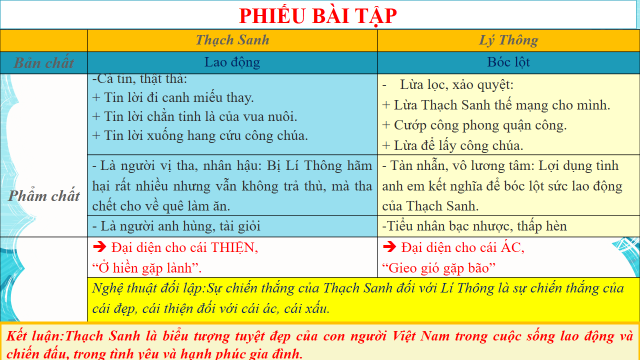 PHIẾU BÀI TẬP
Thạch Sanh
Lý Thông
Bản chất
Lao động
Bóc lột
Phẩm chất
-Cả tin, thật thà:
+ Tin lời đi canh miếu thay.
+ Tin lời chằn tinh là của vua nuôi.
+ Tin lời xuống hang cứu công chúa.
- Lừa lọc, xảo quyệt:
+ Lừa Thạch Sanh thế mạng cho mình.
+ Cướp công phong quận công.
+ Lừa để lấy công chúa.
- Là người vị tha, nhân hậu: Bị Lí Thông hãm
hại rất nhiều nhưng vẫn không trả thù, mà tha
chết cho về quê làm ăn.
- Tàn nhẫn, vô lương tâm: Lợi dụng tình
anh em kết nghĩa để bóc lột sức lao động
của Thạch Sanh.
- Là người anh hùng, tài giỏi
-Tiểu nhân bạc nhược, thấp hèn
➔ Đại diện cho cái THIỆN,
“Ở hiền gặp lành”.
➔ Đại diện cho cái ÁC,
“Gieo gió gặp bão”
Nghệ thuật đối lập:Sự chiến thắng của Thạch Sanh đối với Lí Thông là sự chiến thắng của
cái đẹp, cái thiện đối với cái ác, cái xấu.
Kết luận:Thạch Sanh là biểu tượng tuyệt đẹp của con người Việt Nam trong cuộc sống lao động và
chiến đấu, trong tình yêu và hạnh phúc gia đình.